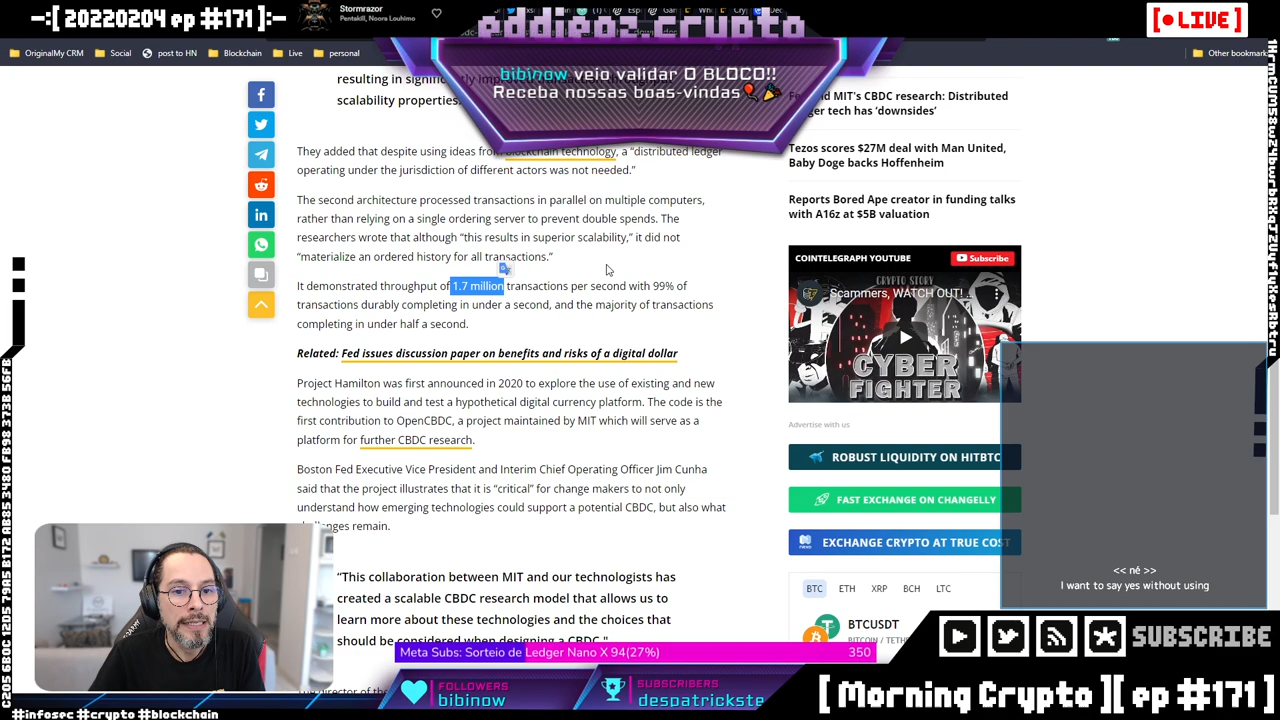 -:[ 20220204 ep #171 ]:-
Stormrazor
Pentakill, Noora Louhimo
addienz crypto
[ ● LIVE ]
OriginalMy CRM
Social
post to HN
Blockchain
Live
personal
Other bookmark
bibinow veio validar O BLOCO!!
Receba nossas boas-vindas🎈🎉
resulting in
scalability properties.
They added that despite using ideas from blockchain technology, a “distributed ledger
operating under the jurisdiction of different actors was not needed.”
The second architecture processed transactions in parallel on multiple computers,
rather than relying on a single ordering server to prevent double spends. The
researchers wrote that although “this results in superior scalability,” it did not
“materialize an ordered history for all transactions.”
It demonstrated throughput of 1.7 million transactions per second with 99% of
transactions durably completing in under a second, and the majority of transactions
completing in under half a second.
Related: Fed issues discussion paper on benefits and risks of a digital dollar
Project Hamilton was first announced in 2020 to explore the use of existing and new
technologies to build and test a hypothetical digital currency platform. The code is the
first contribution to OpenCBDC, a project maintained by MIT which will serve as a
platform for further CBDC research.
Boston Fed Executive Vice President and Interim Chief Operating Officer Jim Cunha
said that the project illustrates that it is “critical” for change makers to not only
understand how emerging technologies could support a potential CBDC, but also what
challenges remain.
“This collaboration between MIT and our technologists has
created a scalable CBDC research model that allows us to
learn more about these technologies and the choices that
should be considered when designing a CBDC.”
The director of the
MIT's CBDC research: Distributed
tech has ‘downsides’
Tezos scores $27M deal with Man United,
Baby Doge backs Hoffenheim
Reports Bored Ape creator in funding talks
with A16z at $5B valuation
COINTELEGRAPH YOUTUBE
Subscribe
CRYPTO STORY
Scammers, WATCH OUT! ...
CYBER
FIGHTER
Advertise with us
ROBUST LIQUIDITY ON HITBTC
FAST EXCHANGE ON CHANGELLY
EXCHANGE CRYPTO AT TRUE COST
BTC
ETH
XRP
BCH
LTC
BTCUSDT
BITCOIN / TETHE
<< né >>
I want to say yes without using
Meta Subs: Sorteio de Ledger Nano X 94(27%)
350
FOLLOWERS
bibinow
SUBSCRIBERS
despatrickste
SUBSCRIBE
[ Morning Crypto ][ ep #171 ]
#infosec #crypto #blockchain